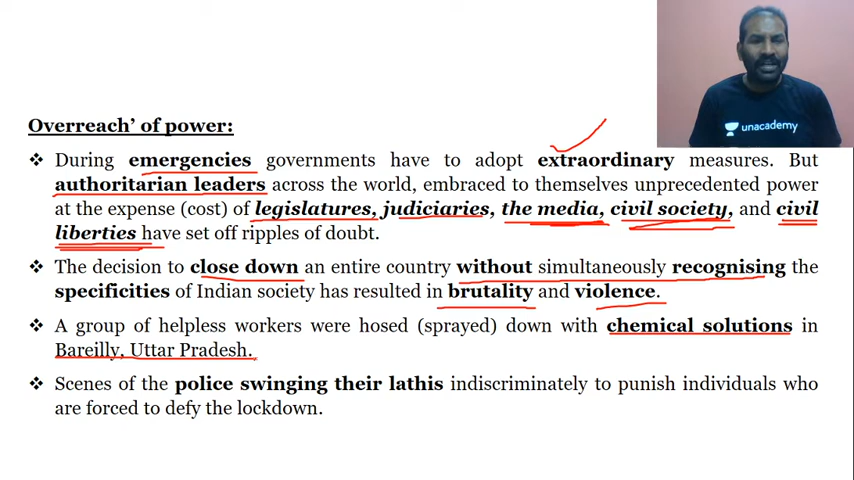 unacademy
Overreach’ of power:
❖ During emergencies governments have to adopt extraordinary measures. But
authoritarian leaders across the world, embraced to themselves unprecedented power
at the expense (cost) of legislatures, judiciaries, the media, civil society, and civil
liberties have set off ripples of doubt.
❖ The decision to close down an entire country without simultaneously recognising the
specificities of Indian society has resulted in brutality and violence.
❖ A group of helpless workers were hosed (sprayed) down with chemical solutions in
Bareilly, Uttar Pradesh.
❖ Scenes of the police swinging their lathis indiscriminately to punish individuals who
are forced to defy the lockdown.